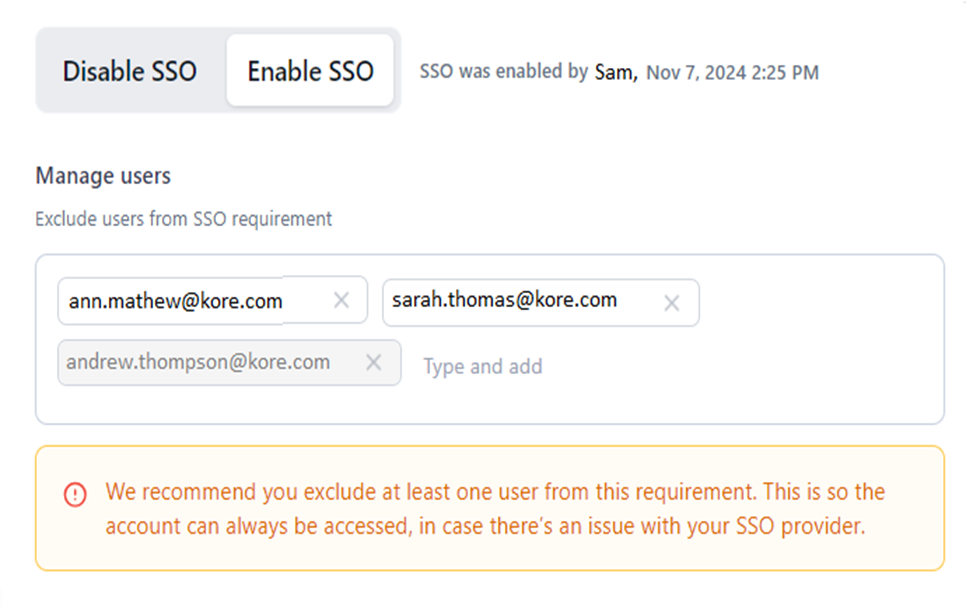 Disable SSO Enable SSO SSO was enabled by Sam, Nov 7, 2024 2:25 PM
Manage users
Exclude users from SSO requirement
ann.mathew@kore.com sarah.thomas@kore.com
andrew.thompson@kore.com Type and add
We recommend you exclude at least one user from this requirement. This is so the
account can always be accessed, in case there's an issue with your SSO provider.